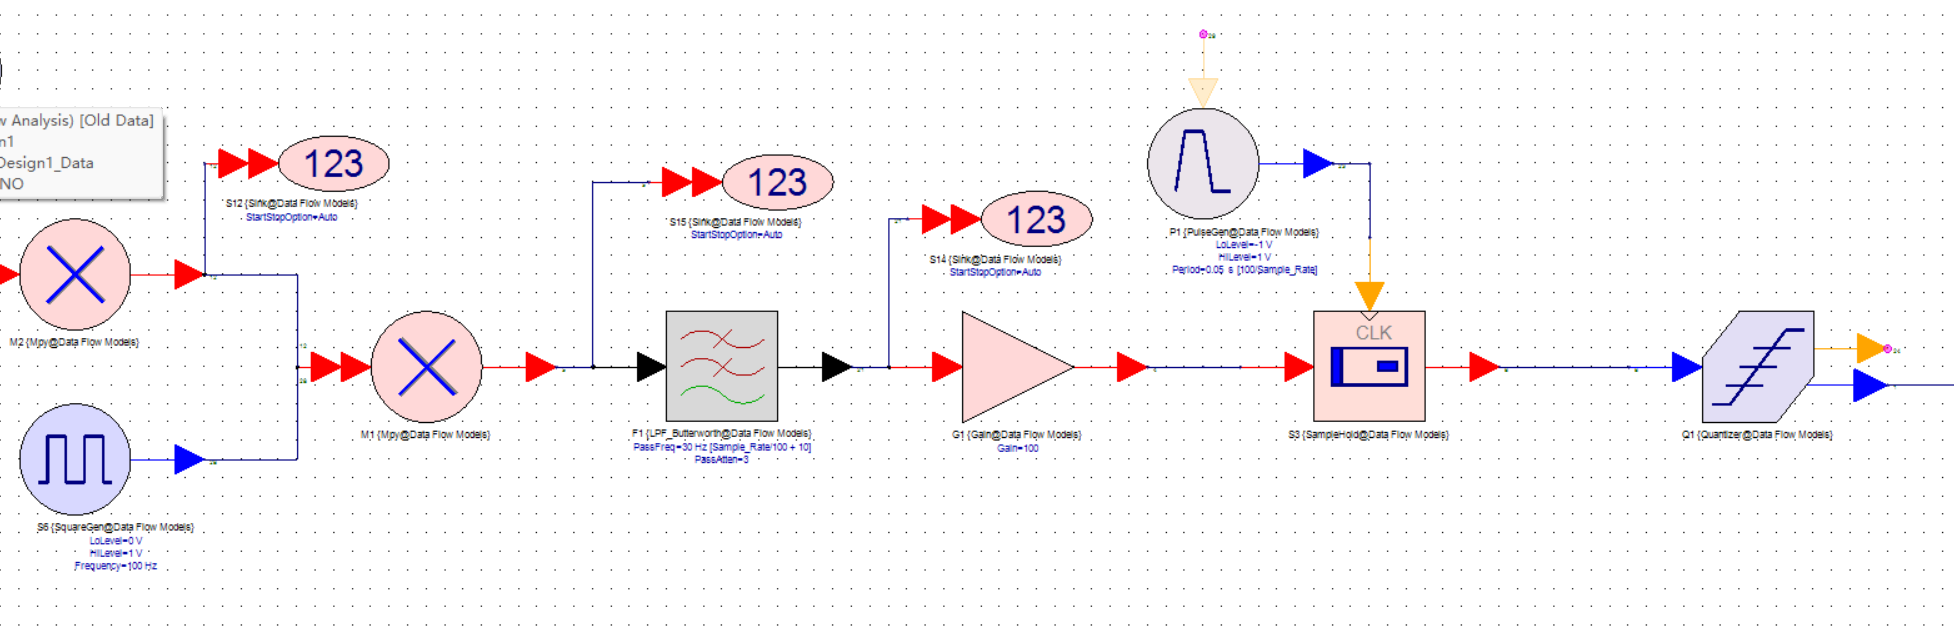 w Analysis) [Old Data]
n1
Design1_Data
NO
123
S12 {Sink@Data Flow Models}
StartStopOption=Auto
123
S15 {Sink@Data Flow Models}
StartStopOption=Auto
123
S14 {Sink@Data Flow Models}
StartStopOption=Auto
P1 {PulseGen@Data Flow Models}
LoLevel=-1 V
HiLevel=1 V
Period=0.05 s [100/Sample_Rate]
M2 {Mpy@Data Flow Models}
CLK
M1 {Mpy@Data Flow Models}
F1 {LPF_Butterworth@Data Flow Models}
PassFreq=30 Hz [Sample_Rate/100 + 10]
PassAtten=3
G1 {Gain@Data Flow Models}
Gain=100
S3 {SampleHold@Data Flow Models}
Q1 {Quantizer@Data Flow Models}
S6 {SquareGen@Data Flow Models}
LoLevel=0 V
HiLevel=1 V
Frequency=100 Hz